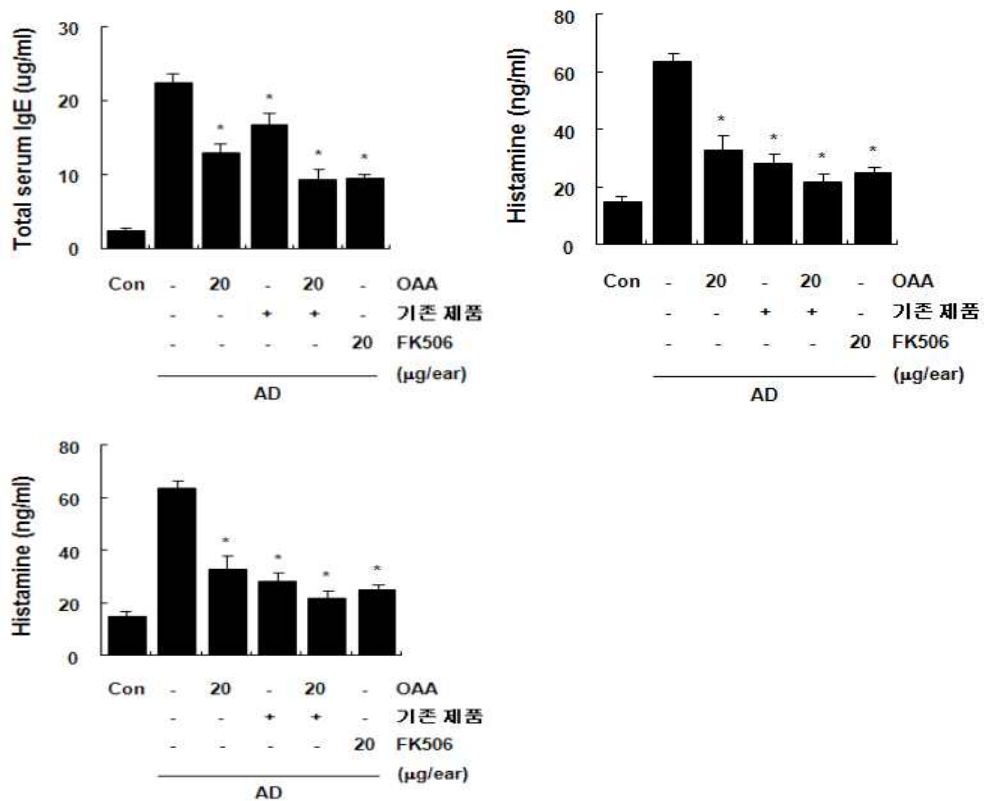 30
20
10
0
Total serum IgE (ug/ml)
* * * *
Con - 20 - 20 - OAA
- - + + - 기존 제품
- - - - 20 FK506
(μg/ear)
AD
80
60
40
20
0
Histamine (ng/ml)
* * * *
Con - 20 - 20 - OAA
- - + + - 기존 제품
- - - - 20 FK506
(μg/ear)
AD
80
60
40
20
0
Histamine (ng/ml)
* * * *
Con - 20 - 20 - OAA
- - + + - 기존 제품
- - - - 20 FK506
(μg/ear)
AD